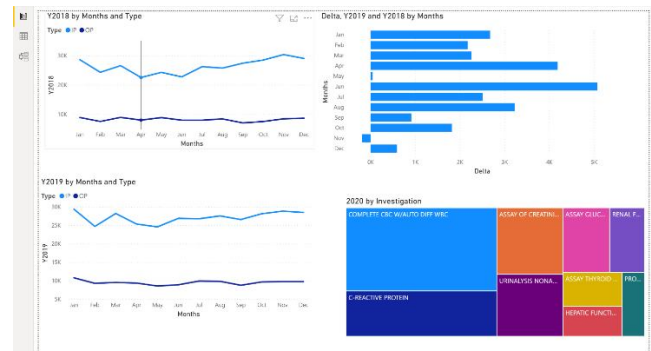 Y2018 by Months and Type
Type IP OP
Y2018
30K
20K
10K
Jan Feb Mar Apr May Jun Jul Aug Sep Oct Nov Dec
Months
Delta, Y2019 and Y2018 by Months
Months
Jan
Feb
Mar
Apr
May
Jun
Jul
Aug
Sep
Oct
Nov
Dec
0K 1K 2K 3K 4K 5K
Delta
Y2019 by Months and Type
Type IP OP
Y2019
30K
25K
20K
15K
10K
5K
Jan Feb Mar Apr May Jun Jul Aug Sep Oct Nov Dec
Months
2020 by Investigation
COMPLETE CBC W/AUTO DIFF WBC
ASSAY OF CREATINI...
ASSAY GLUC...
RENAL F...
C-REACTIVE PROTEIN
URINALYSIS NONA...
ASSAY THYROID ...
PRO...
HEPATIC FUNCTI...